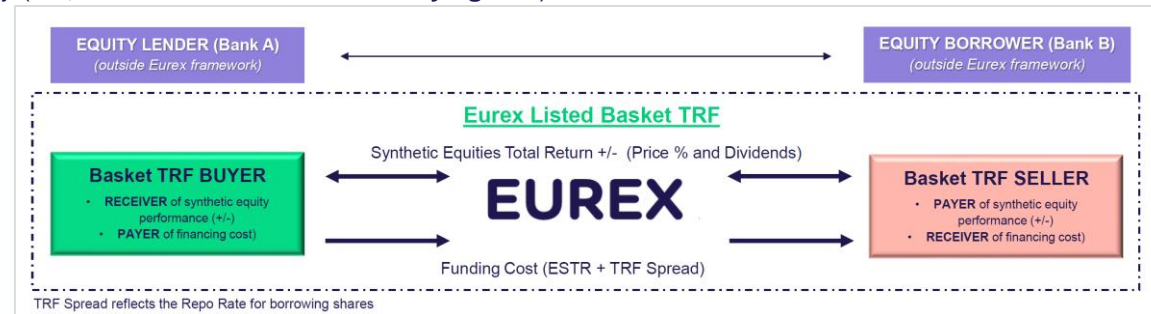 EQUITY LENDER (Bank A)
(outside Eurex framework)
EQUITY BORROWER (Bank B)
(outside Eurex framework)
Eurex Listed Basket TRF
Synthetic Equities Total Return +/- (Price % and Dividends)
Basket TRF BUYER
• RECEIVER of synthetic equity
performance (+/-)
• PAYER of financing cost)
EUREX
Basket TRF SELLER
• PAYER of synthetic equity
performance (+/-)
• RECEIVER of financing cost)
Funding Cost (ESTR + TRF Spread)
TRF Spread reflects the Repo Rate for borrowing shares